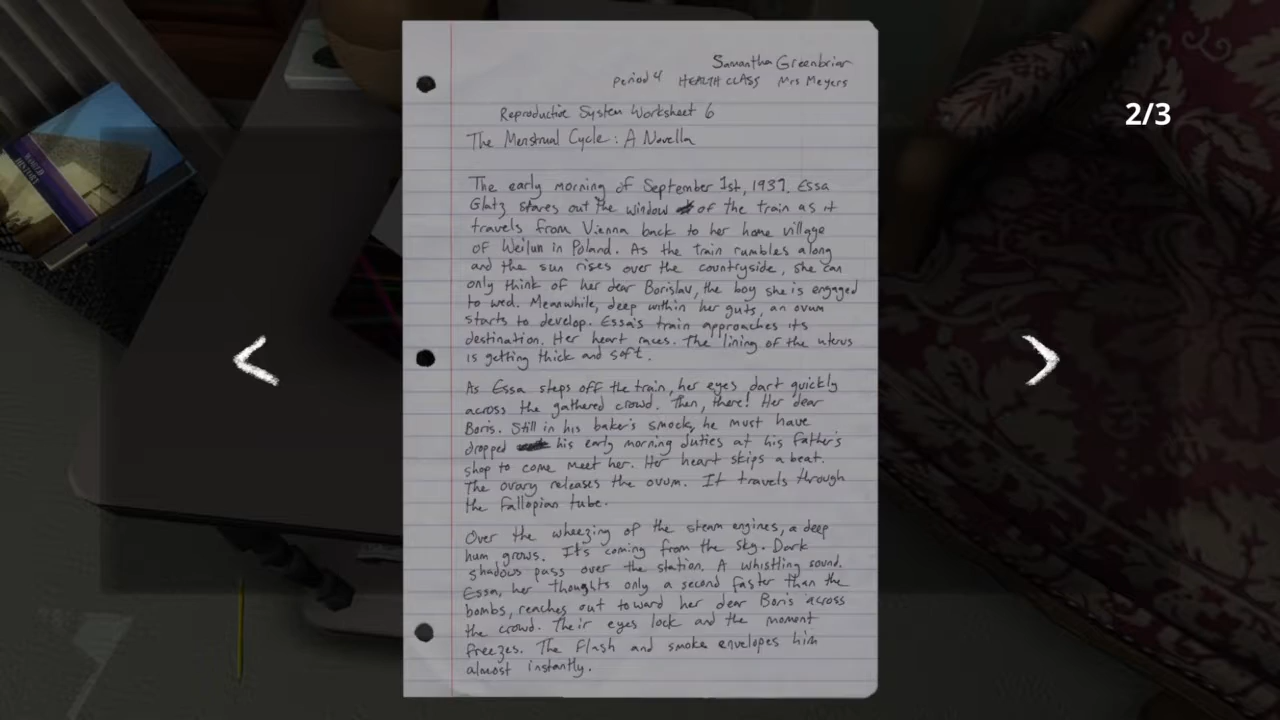 Samantha Greenbriar
Period 4 HEALTH CLASS Mrs Meyers
Reproductive System Worksheet 6
The Menstrual Cycle: A Novella
2/3
WORLD
HISTORY
The early morning of September 1st, 1937. Essa
Glatz stares out the window of the train as it
travels from Vienna back to her home village
of Weilun in Poland. As the train rumbles along
and the sun rises over the countryside, she can
only think of her dear Borislav, the boy she is engaged
to wed. Meanwhile, deep within her guts, an ovum
starts to develop. Essa's train approaches its
destination. Her heart races. The lining of the uterus
is getting thick and soft.
As Essa steps off the train, her eyes dart quickly
across the gathered crowd. Then, there! Her dear
Boris. Still in his baker's smock, he must have
dropped his early morning duties at his father's
shop to come meet her. Her heart skips a beat.
The ovary releases the ovum. It travels through
the fallopian tube.
Over the wheezing of the steam engines, a deep
hum grows. It's coming from the sky. Dark
shadows pass over the station. A whistling sound.
Essa, her thoughts only a second faster than the
bombs, reaches out toward her dear Boris across
the crowd. Their eyes lock and the moment
freezes. The flash and smoke envelopes him
almost instantly.